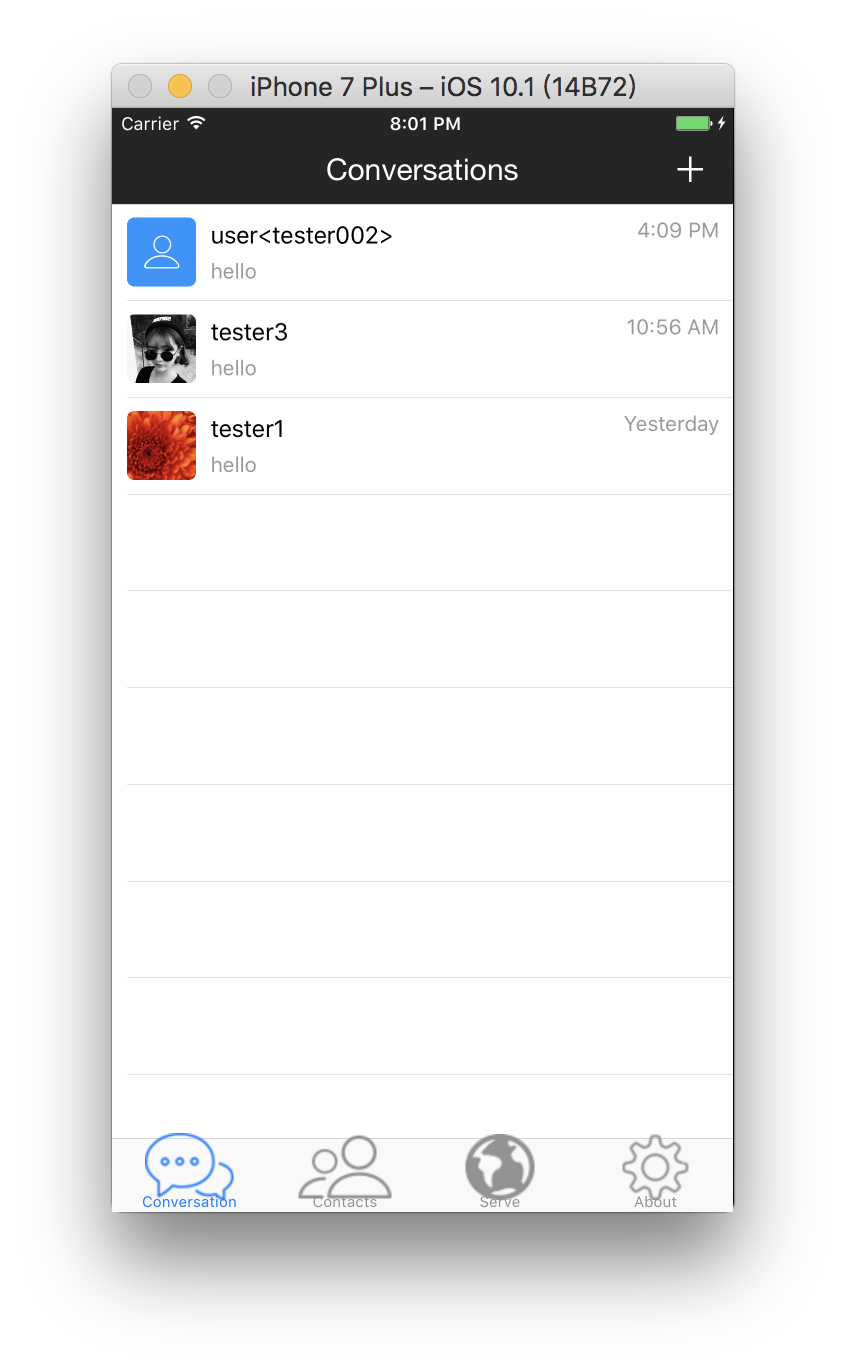 iPhone 7 Plus – iOS 10.1 (14B72)
Carrier 8:01 PM
Conversations +
user<tester002> 4:09 PM
hello
tester3 10:56 AM
hello
tester1 Yesterday
hello
Conversation Contacts Serve About